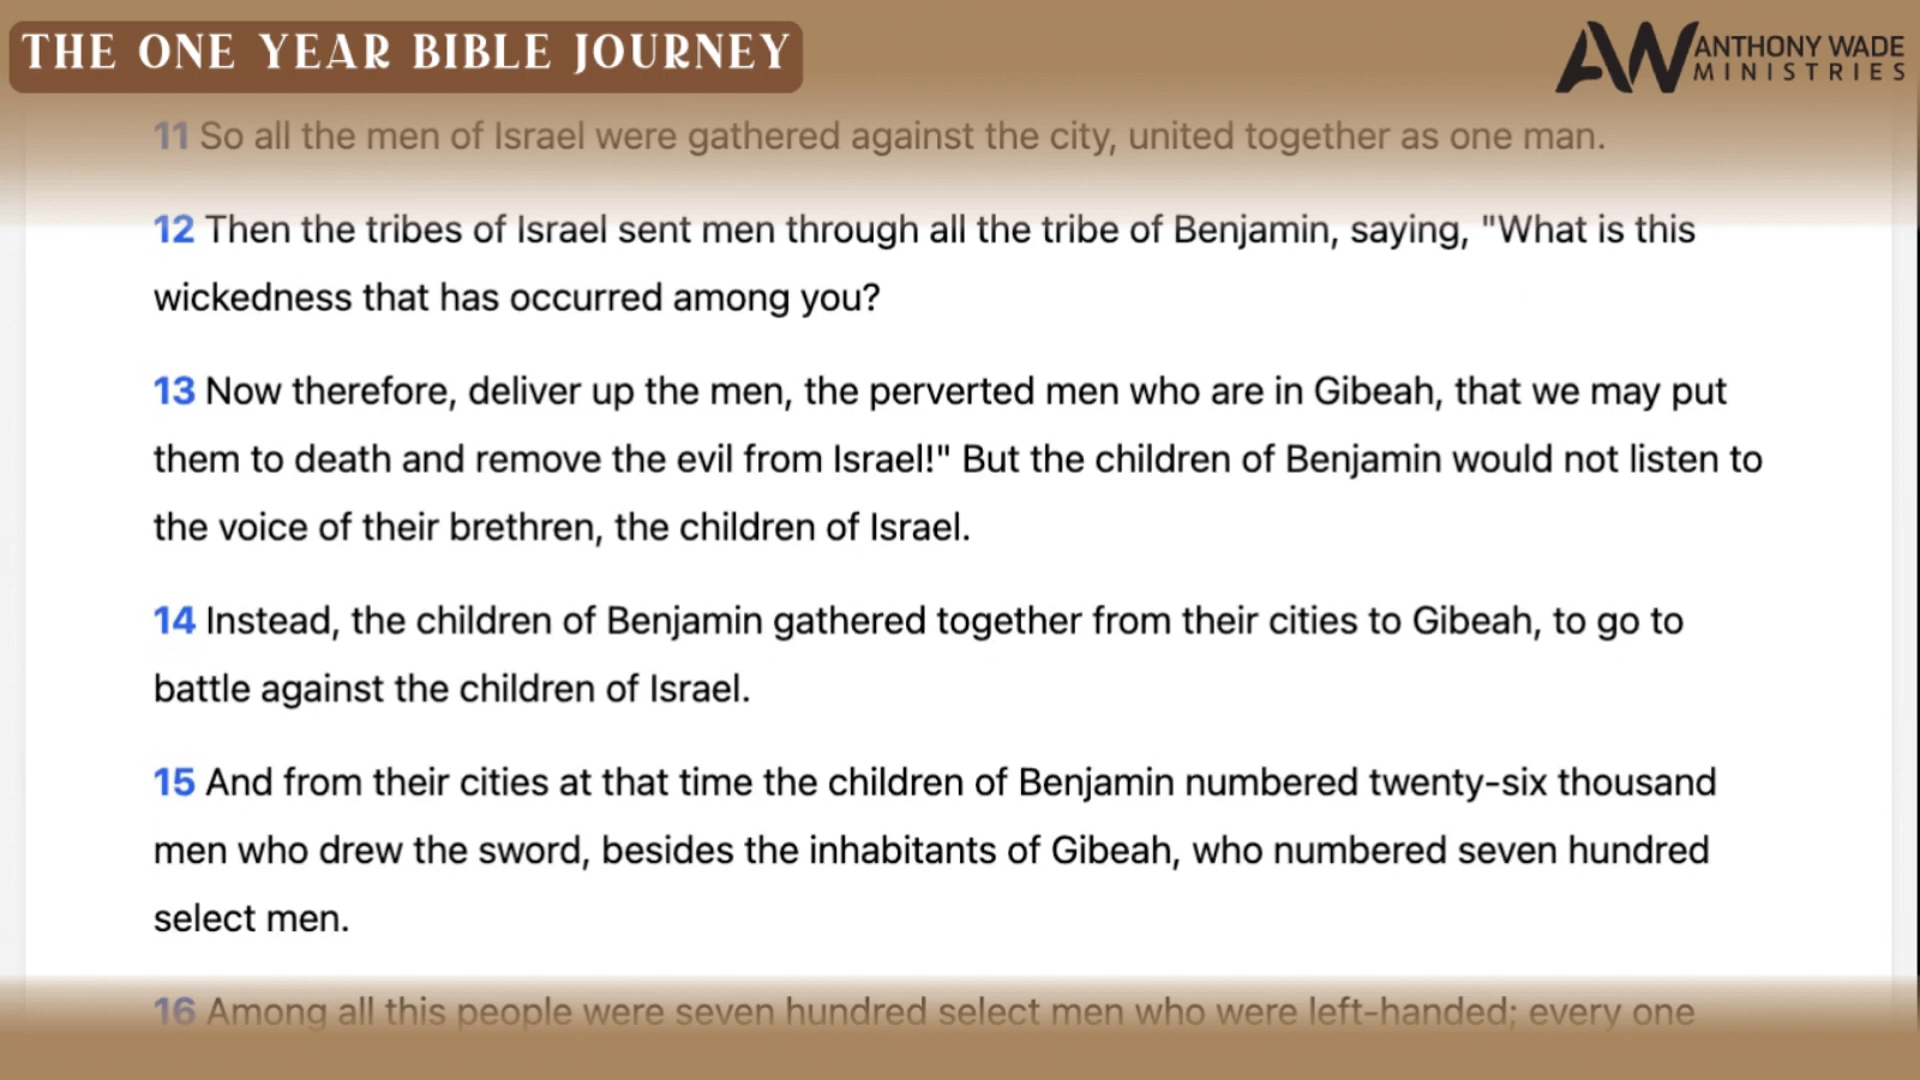 THE ONE YEAR BIBLE JOURNEY
AW ANTHONY WADE
MINISTRIES
11 So all the men of Israel were gathered against the city, united together as one man.
12 Then the tribes of Israel sent men through all the tribe of Benjamin, saying, "What is this
wickedness that has occurred among you?
13 Now therefore, deliver up the men, the perverted men who are in Gibeah, that we may put
them to death and remove the evil from Israel!" But the children of Benjamin would not listen to
the voice of their brethren, the children of Israel.
14 Instead, the children of Benjamin gathered together from their cities to Gibeah, to go to
battle against the children of Israel.
15 And from their cities at that time the children of Benjamin numbered twenty-six thousand
men who drew the sword, besides the inhabitants of Gibeah, who numbered seven hundred
select men.
16 Among all this people were seven hundred select men who were left-handed; every one